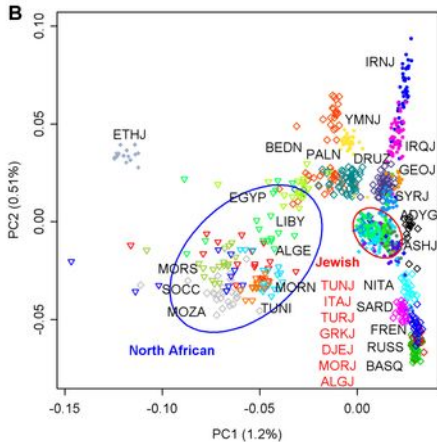 B
IRNJ
0.10
YMNJ
ETHJ
BEDN
PALN
DRUZ
IRQJ
0.05
GEOJ
EGYP
SYRJ
LIBY
ADYG
0.00
ALGE
ASHJ
MORS
Jewish
SOCC
MORN
TUNJ
NITA
MOZA
TUNI
ITAJ
SARD
-0.05
TURJ
FREN
North African
GRKJ
RUSS
DJEJ
BASQ
MORJ
ALGJ
PC2 (0.51%)
-0.15
-0.10
-0.05
0.00
PC1 (1.2%)